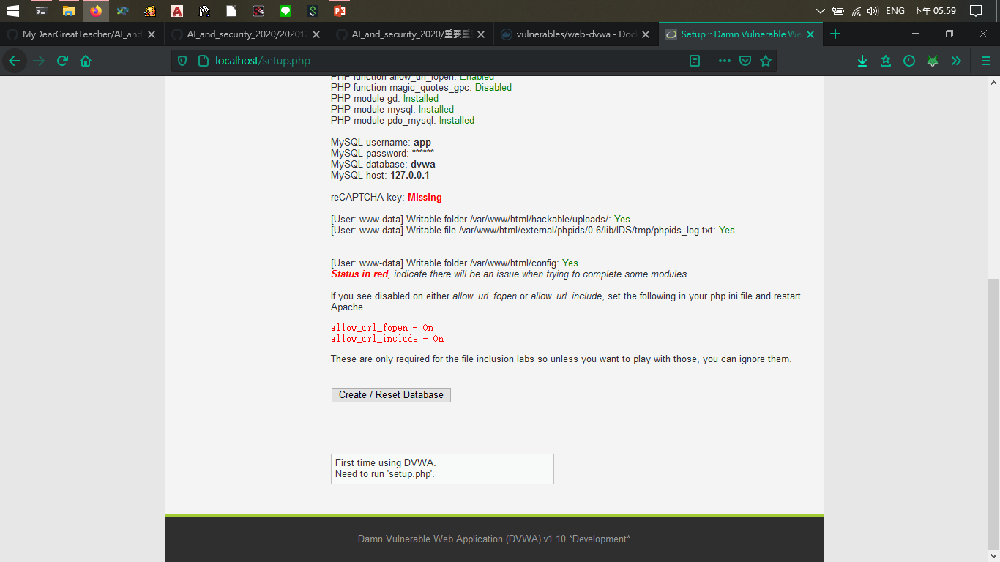 ENG 下午 05:59
MyDearGreatTeacher/AI_and
AI_and_security_2020/202012
AI_and_security_2020/重要重
vulnerables/web-dvwa - Doc
Setup :: Damn Vulnerable We
localhost/setup.php
PHP function allow_url_fopen: Enabled
PHP function magic_quotes_gpc: Disabled
PHP module gd: Installed
PHP module mysql: Installed
PHP module pdo_mysql: Installed
MySQL username: app
MySQL password: ******
MySQL database: dvwa
MySQL host: 127.0.0.1
reCAPTCHA key: Missing
[User: www-data] Writable folder /var/www/html/hackable/uploads/: Yes
[User: www-data] Writable file /var/www/html/external/phpids/0.6/lib/IDS/tmp/phpids_log.txt: Yes
[User: www-data] Writable folder /var/www/html/config: Yes
Status in red, indicate there will be an issue when trying to complete some modules.
If you see disabled on either allow_url_fopen or allow_url_include, set the following in your php.ini file and restart
Apache.
allow_url_fopen = On
allow_url_include = On
These are only required for the file inclusion labs so unless you want to play with those, you can ignore them.
Create / Reset Database
First time using DVWA.
Need to run 'setup.php'.
Damn Vulnerable Web Application (DVWA) v1.10 *Development*